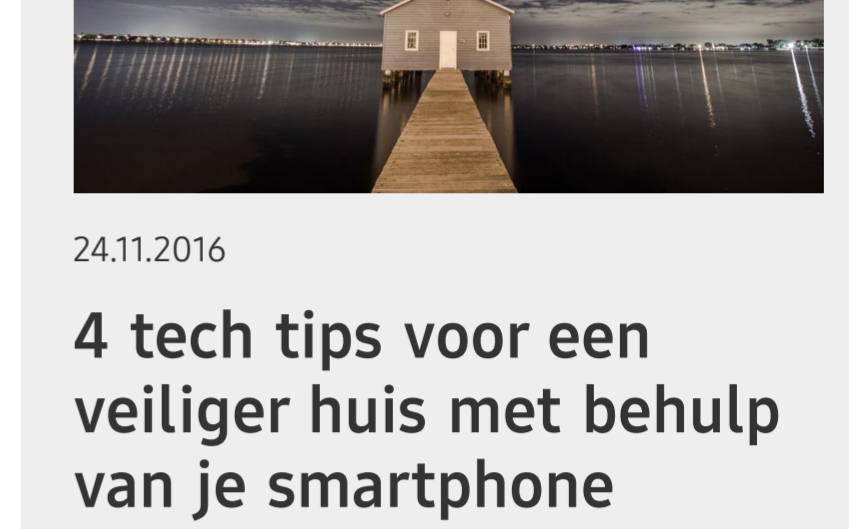 24.11.2016
4 tech tips voor een
veiliger huis met behulp
van je smartphone